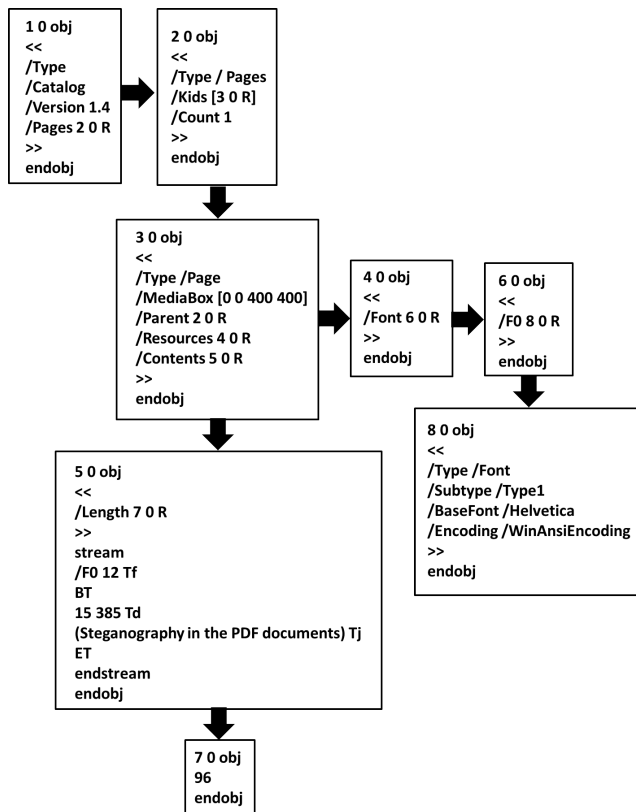 1 0 obj
<<
/Type
/Catalog
/Version 1.4
/Pages 2 0 R
>>
endobj
2 0 obj
<<
/Type / Pages
/Kids [3 0 R]
/Count 1
>>
endobj
3 0 obj
<<
/Type /Page
/MediaBox [0 0 400 400]
/Parent 2 0 R
/Resources 4 0 R
/Contents 5 0 R
>>
endobj
4 0 obj
<<
/Font 6 0 R
>>
endobj
6 0 obj
<<
/F0 8 0 R
>>
endobj
8 0 obj
<<
/Type /Font
/Subtype /Type1
/BaseFont /Helvetica
/Encoding /WinAnsiEncoding
>>
endobj
5 0 obj
<<
/Length 7 0 R
>>
stream
/F0 12 Tf
BT
15 385 Td
(Steganography in the PDF documents) Tj
ET
endstream
endobj
7 0 obj
96
endobj